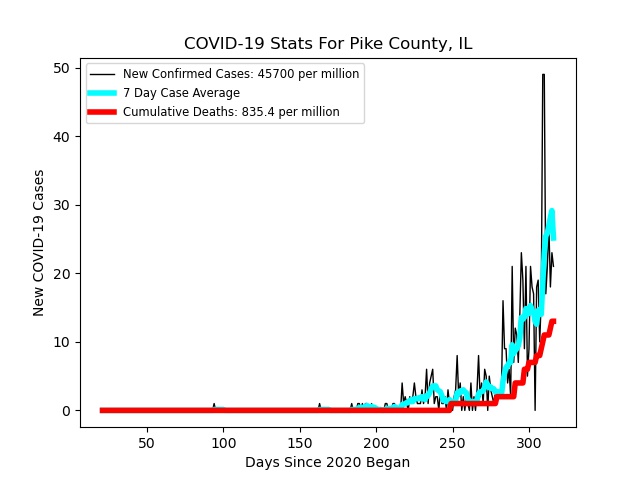 COVID-19 Stats For Pike County, IL
New Confirmed Cases: 45700 per million
7 Day Case Average
Cumulative Deaths: 835.4 per million
New COVID-19 Cases
50
40
30
20
10
0
50 100 150 200 250 300
Days Since 2020 Began